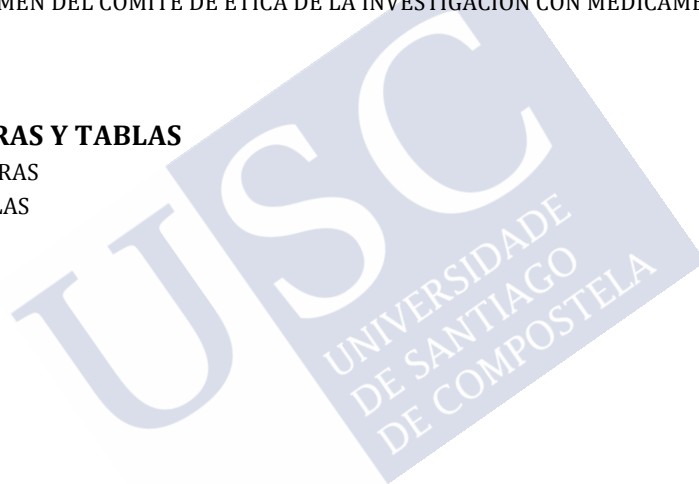 MEN DEL COMITÉ DE ÉTICA DE LA INVESTIGACIÓN CON MEDICAME
RAS Y TABLAS
RAS
LAS
USC
UNIVERSIDADE
DE SANTIAGO
DE COMPOSTELA